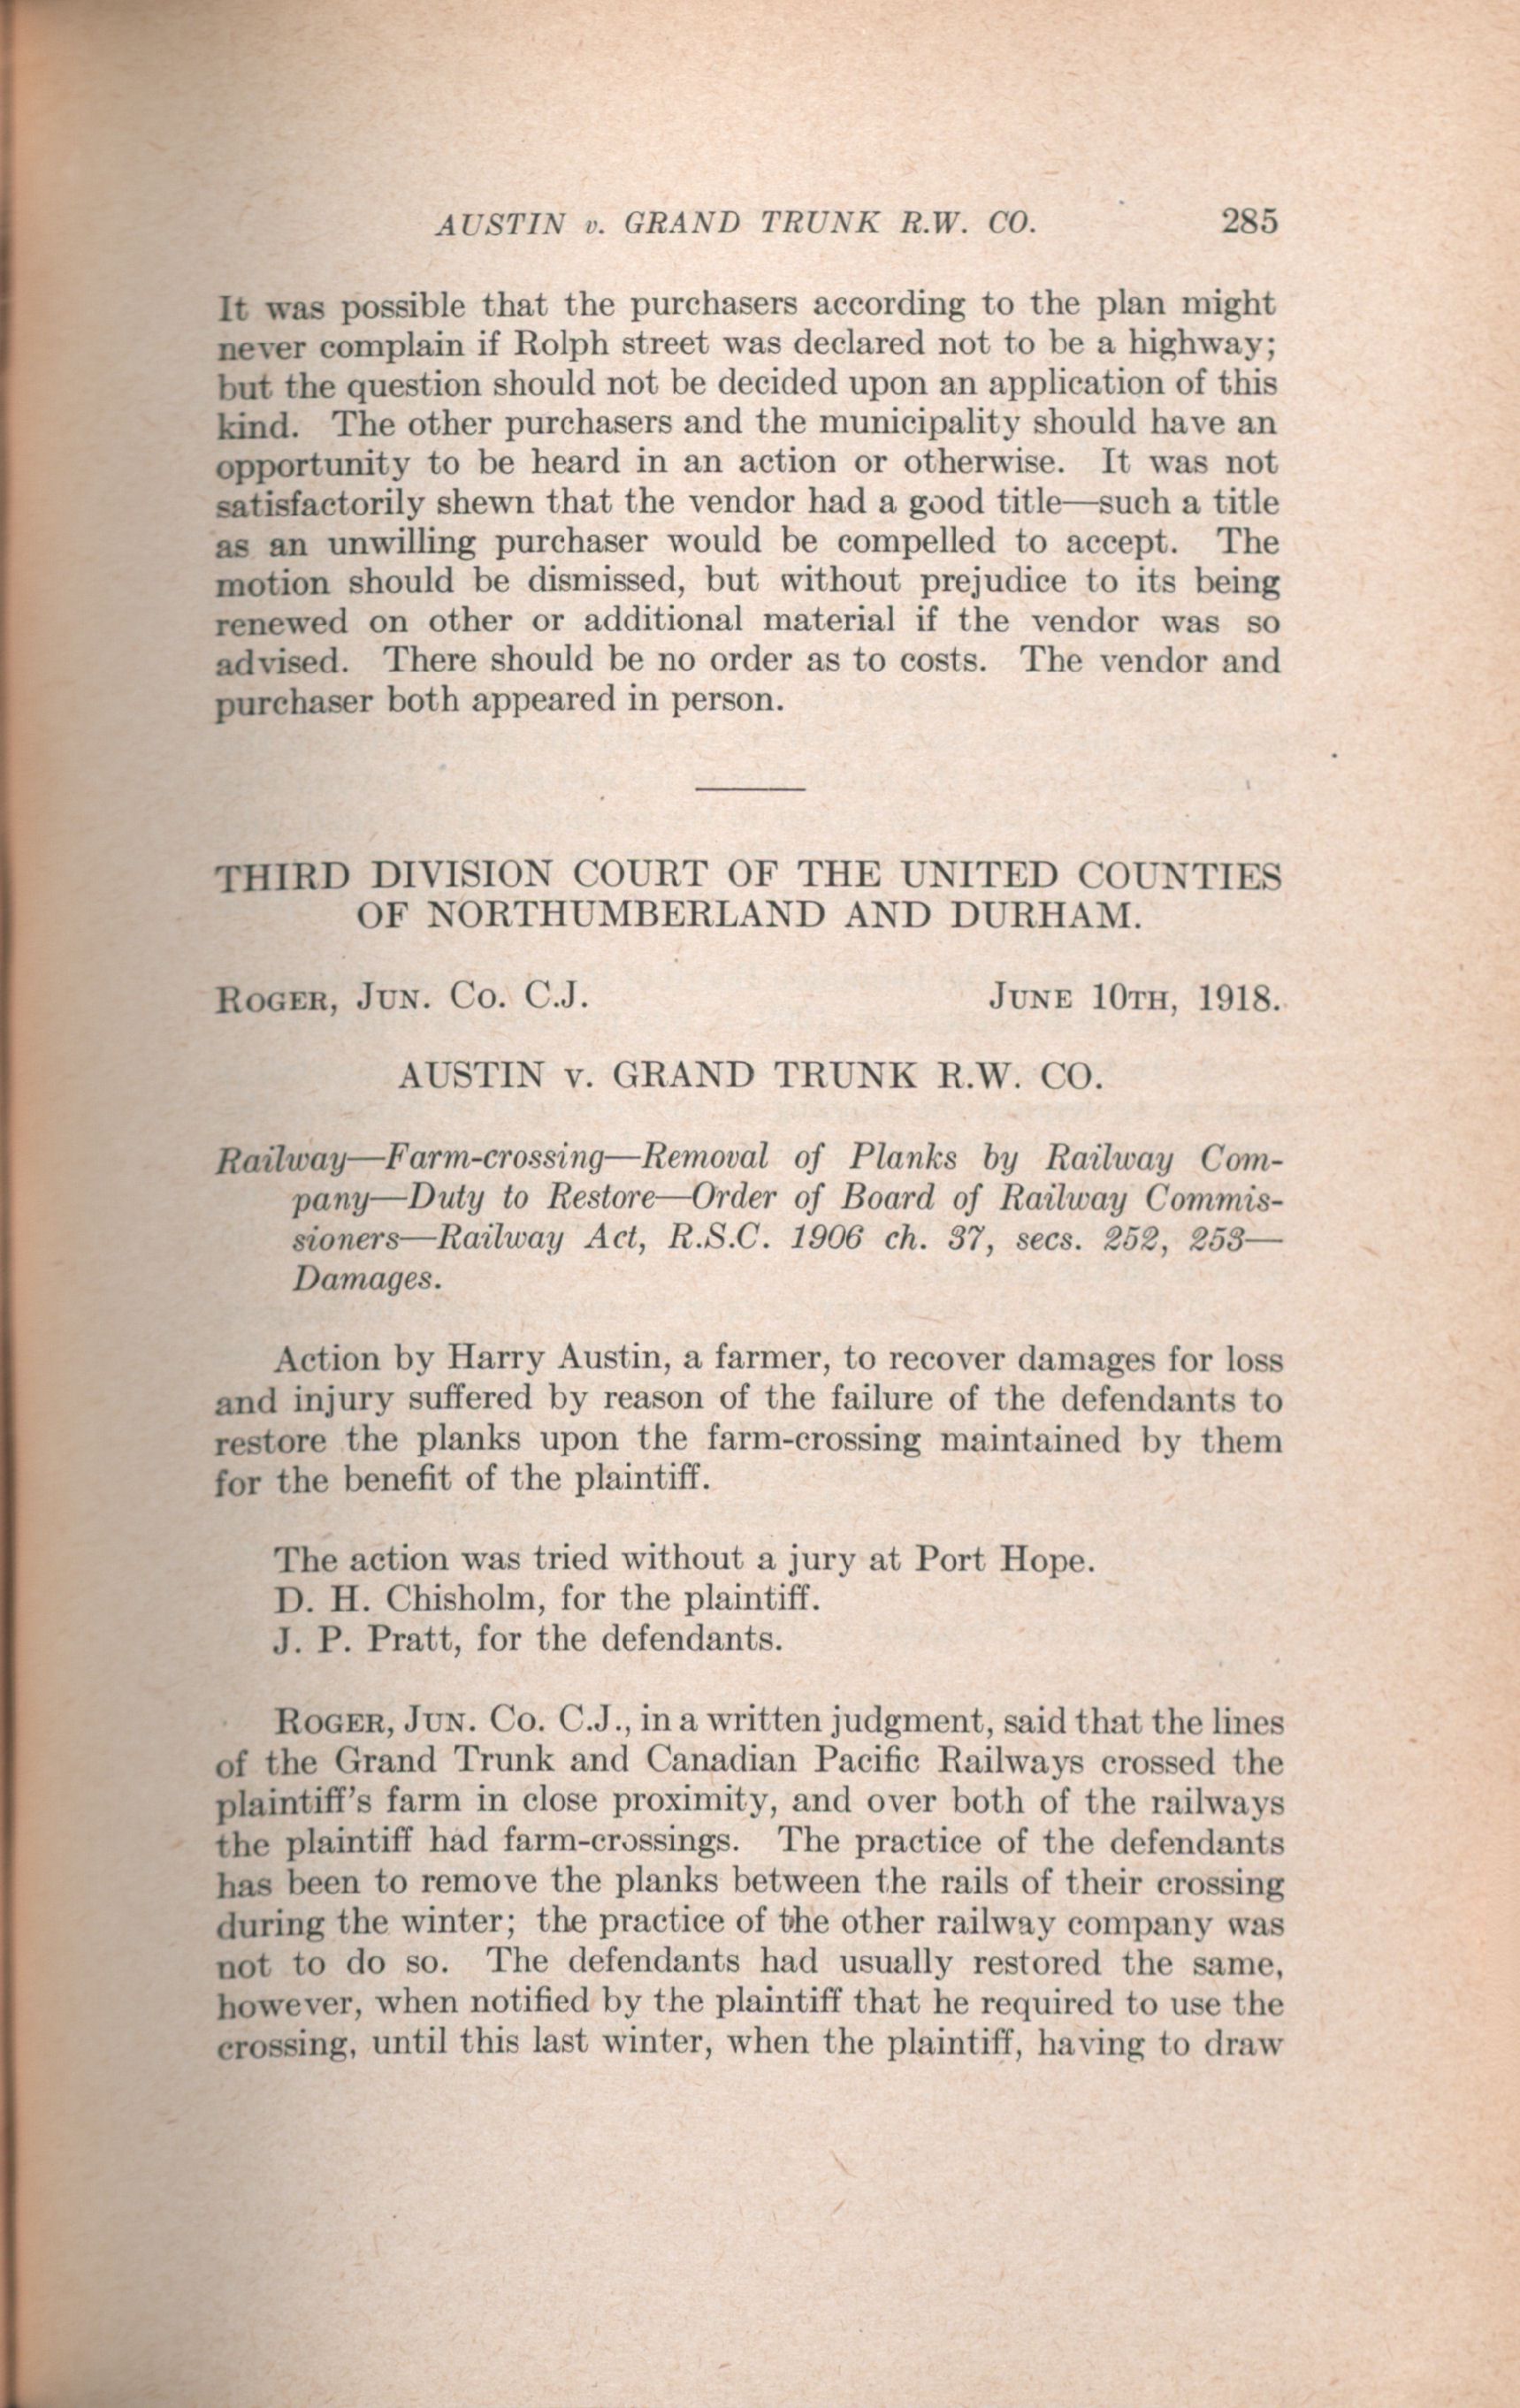 AUSTIN v. GRAND TRUNK R.W. CO. 285
It was possible that the purchasers according to the plan might
never complain if Rolph street was declared not to be a highway;
but the question should not be decided upon an application of this
kind. The other purchasers and the municipality should have an
opportunity to be heard in an action or otherwise. It was not
satisfactorily shewn that the vendor had a good title—such a title
as an unwilling purchaser would be compelled to accept. The
motion should be dismissed, but without prejudice to its being
renewed on other or additional material if the vendor was so
advised. There should be no order as to costs. The vendor and
purchaser both appeared in person.
THIRD DIVISION COURT OF THE UNITED COUNTIES
OF NORTHUMBERLAND AND DURHAM.
ROGER, JUN. CO. C.J. JUNE 10TH, 1918.
AUSTIN v. GRAND TRUNK R.W. CO.
Railway—Farm-crossing—Removal of Planks by Railway Com-
pany—Duty to Restore—Order of Board of Railway Commis-
sioners—Railway Act, R.S.C. 1906 ch. 37, secs. 252, 253—
Damages.
Action by Harry Austin, a farmer, to recover damages for loss
and injury suffered by reason of the failure of the defendants to
restore the planks upon the farm-crossing maintained by them
for the benefit of the plaintiff.
The action was tried without a jury at Port Hope.
D. H. Chisholm, for the plaintiff.
J. P. Pratt, for the defendants.
ROGER, JUN. CO. C.J., in a written judgment, said that the lines
of the Grand Trunk and Canadian Pacific Railways crossed the
plaintiff's farm in close proximity, and over both of the railways
the plaintiff had farm-crossings. The practice of the defendants
has been to remove the planks between the rails of their crossing
during the winter; the practice of the other railway company was
not to do so. The defendants had usually restored the same,
however, when notified by the plaintiff that he required to use the
crossing, until this last winter, when the plaintiff, having to draw